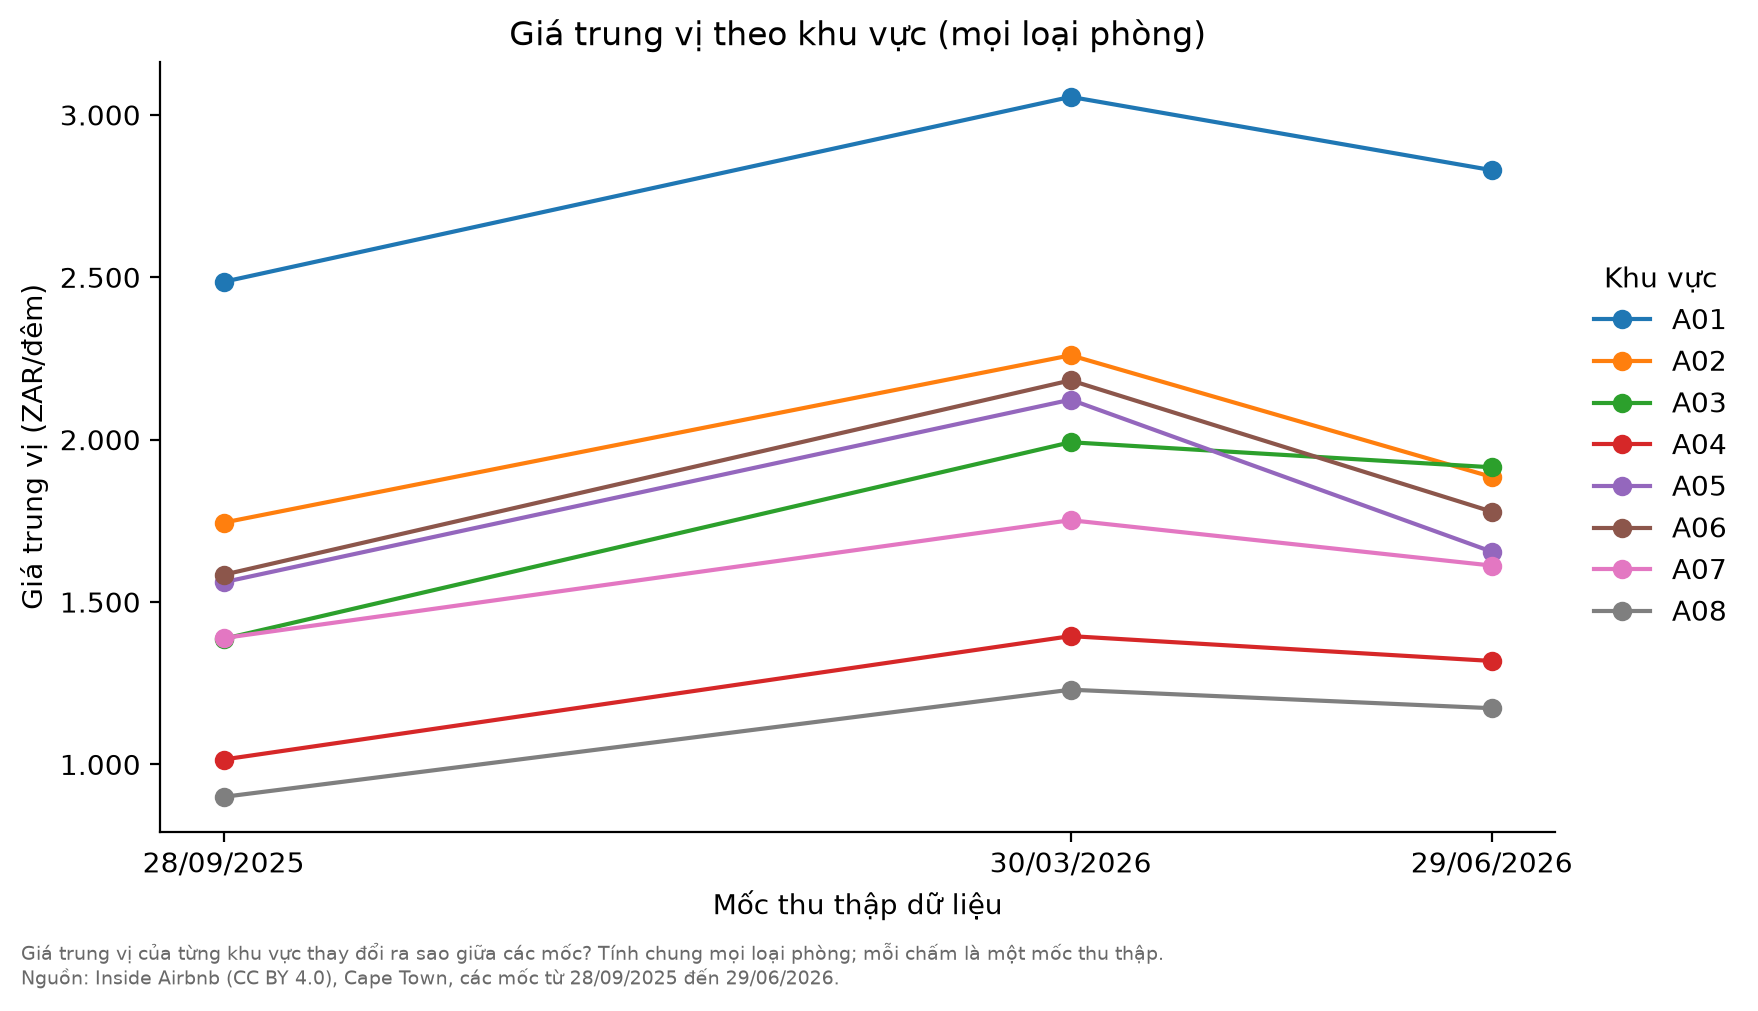 Giá trung vị theo khu vực (mọi loại phòng)
Giá trung vị (ZAR/đêm)
3.000
2.500
2.000
1.500
1.000
28/09/2025
30/03/2026
29/06/2026
Mốc thu thập dữ liệu
Khu vực
A01
A02
A03
A04
A05
A06
A07
A08
Giá trung vị của từng khu vực thay đổi ra sao giữa các mốc? Tính chung mọi loại phòng; mỗi chấm là một mốc thu thập.
Nguồn: Inside Airbnb (CC BY 4.0), Cape Town, các mốc từ 28/09/2025 đến 29/06/2026.